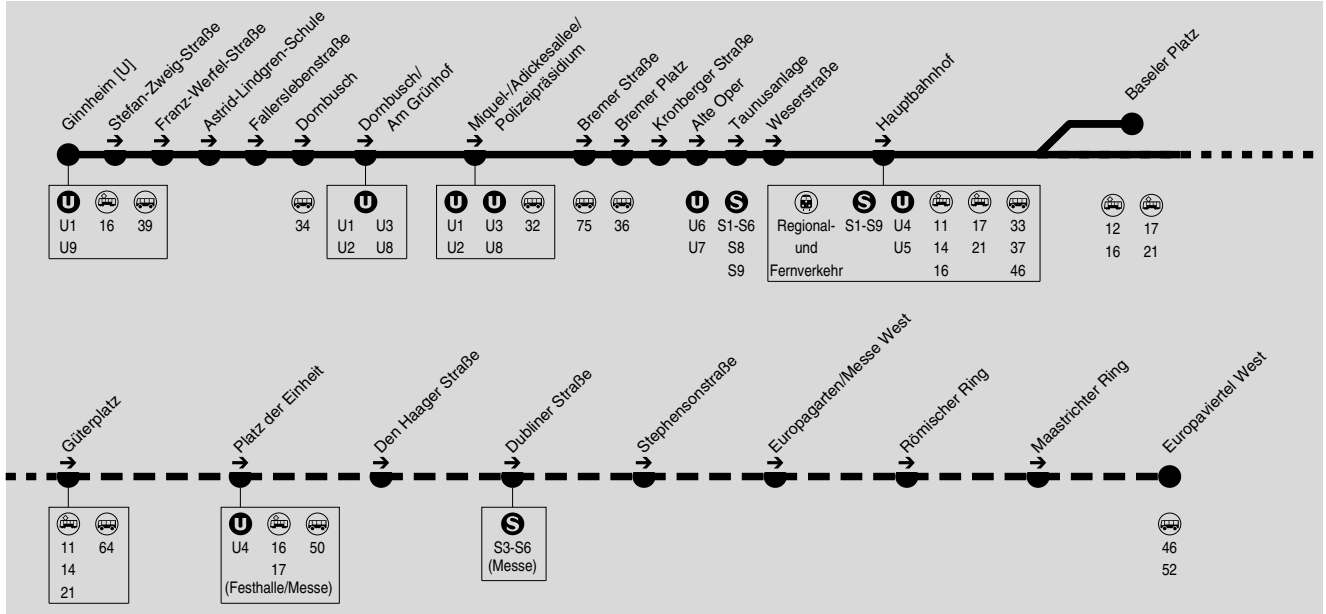 Ginnheim [U]
Stefan-Zweig-Straße
Franz-Werfel-Straße
Astrid-Lindgren-Schule
Fallerslebenstraße
Dornbusch
Dornbusch/
Am Grünhof
Miquel-/Adickesallee/
Polizeipräsidium
Bremer Straße
Bremer Platz
Kronberger Straße
Alte Oper
Taunusanlage
Weserstraße
Hauptbahnhof
Baseler Platz
U
U1
U9
16
39
34
U
U1 U3
U2 U8
U U
U1 U3 32
U2 U8
75
36
U
U6
U7
S
S1-S6
S8
S9
Regional-
und
Fernverkehr
S
S1-S9
U
U4
U5
11
14
16
17
21
33
37
46
12
16
17
21
Güterplatz
Platz der Einheit
Den Haager Straße
Dubliner Straße
Stephensonstraße
Europagarten/Messe West
Römischer Ring
Maastrichter Ring
Europaviertel West
11 64
14
21
U
U4 16 50
17
(Festhalle/Messe)
S
S3-S6
(Messe)
46
52